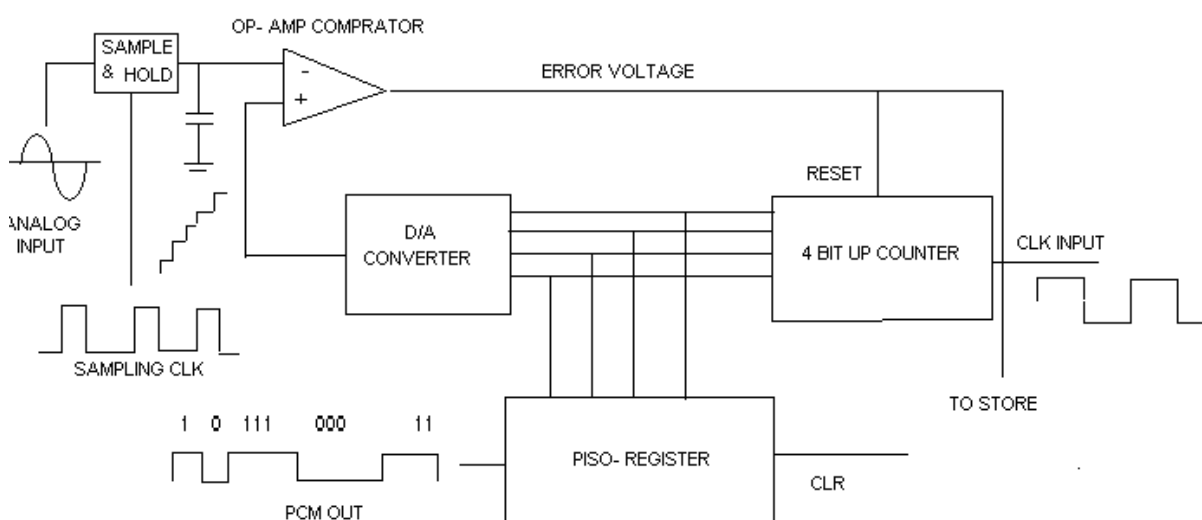 OP- AMP COMPRATOR
SAMPLE
& HOLD
-
+
ERROR VOLTAGE
RESET
ANALOG
INPUT
D/A
CONVERTER
4 BIT UP COUNTER
CLK INPUT
SAMPLING CLK
TO STORE
1 0 111 000 11
PISO- REGISTER
CLR
PCM OUT